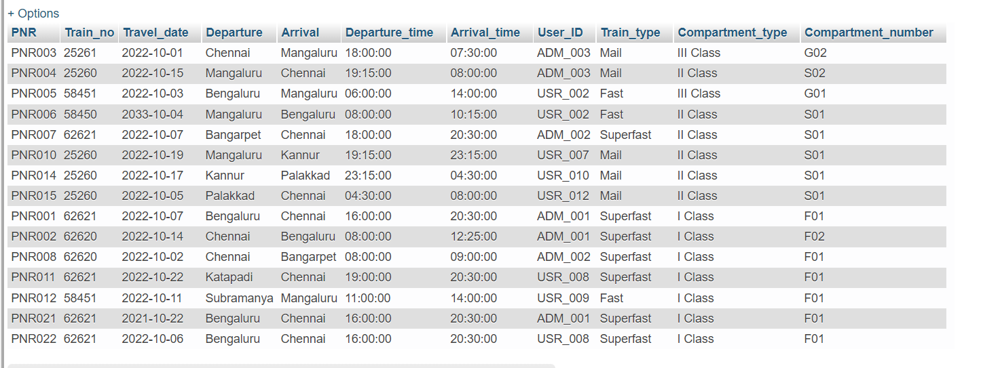 + Options
PNR Train_no Travel_date Departure Arrival Departure_time Arrival_time User_ID Train_type Compartment_type Compartment_number
PNR003 25261 2022-10-01 Chennai Mangaluru 18:00:00 07:30:00 ADM_003 Mail III Class G02
PNR004 25260 2022-10-15 Mangaluru Chennai 19:15:00 08:00:00 ADM_003 Mail II Class S02
PNR005 58451 2022-10-03 Bengaluru Mangaluru 06:00:00 14:00:00 USR_002 Fast III Class G01
PNR006 58450 2033-10-04 Mangaluru Bengaluru 08:00:00 10:15:00 USR_002 Fast II Class S01
PNR007 62621 2022-10-07 Bangarpet Chennai 18:00:00 20:30:00 ADM_002 Superfast II Class S01
PNR010 25260 2022-10-19 Mangaluru Kannur 19:15:00 23:15:00 USR_007 Mail II Class S01
PNR014 25260 2022-10-17 Kannur Palakkad 23:15:00 04:30:00 USR_010 Mail II Class S01
PNR015 25260 2022-10-05 Palakkad Chennai 04:30:00 08:00:00 USR_012 Mail II Class S01
PNR001 62621 2022-10-07 Bengaluru Chennai 16:00:00 20:30:00 ADM_001 Superfast I Class F01
PNR002 62620 2022-10-14 Chennai Bengaluru 08:00:00 12:25:00 ADM_001 Superfast I Class F02
PNR008 62620 2022-10-02 Chennai Bangarpet 08:00:00 09:00:00 ADM_002 Superfast I Class F01
PNR011 62621 2022-10-22 Katapadi Chennai 19:00:00 20:30:00 USR_008 Superfast I Class F01
PNR012 58451 2022-10-11 Subramanya Mangaluru 11:00:00 14:00:00 USR_009 Fast I Class F01
PNR021 62621 2021-10-22 Bengaluru Chennai 16:00:00 20:30:00 ADM_001 Superfast I Class F01
PNR022 62621 2022-10-06 Bengaluru Chennai 16:00:00 20:30:00 USR_008 Superfast I Class F01